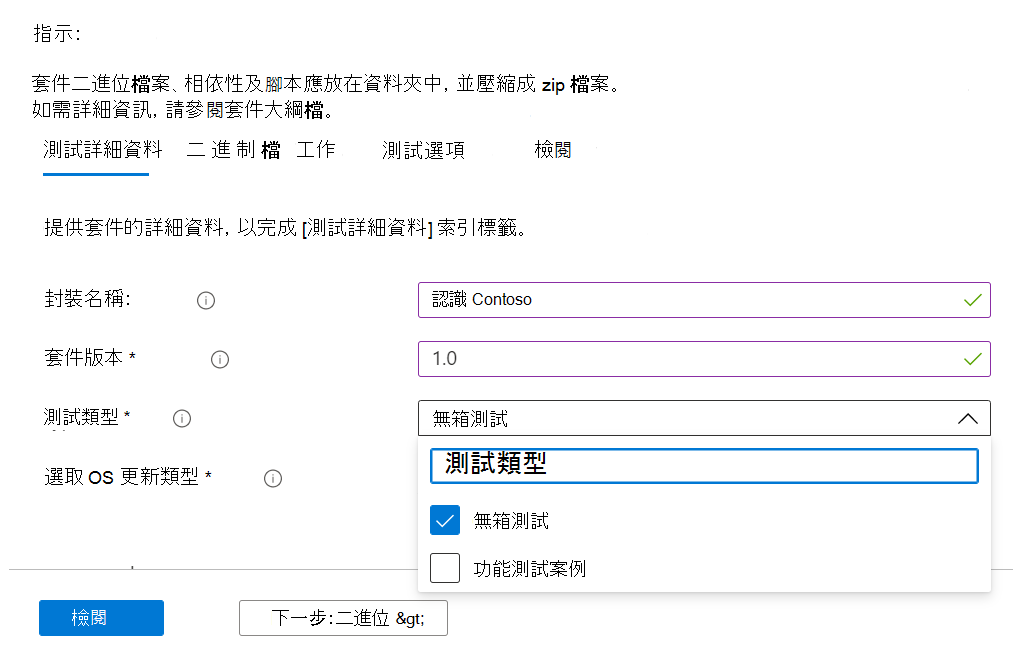 指示:
套件二進位檔案、相依性及腳本應放在資料夾中, 並壓縮成 zip 檔案。
如需詳細資訊, 請參閱套件大綱檔。
測試詳細資料 二進制檔 工作 測試選項 檢閱
提供套件的詳細資料, 以完成 [測試詳細資料] 索引標籤。
封裝名稱: 認識 Contoso
套件版本 * 1.0
測試類型 * 無箱測試
測試類型
選取 OS 更新類型 *
無箱測試
功能測試案例
檢閱 下一步:二進位 &gt;